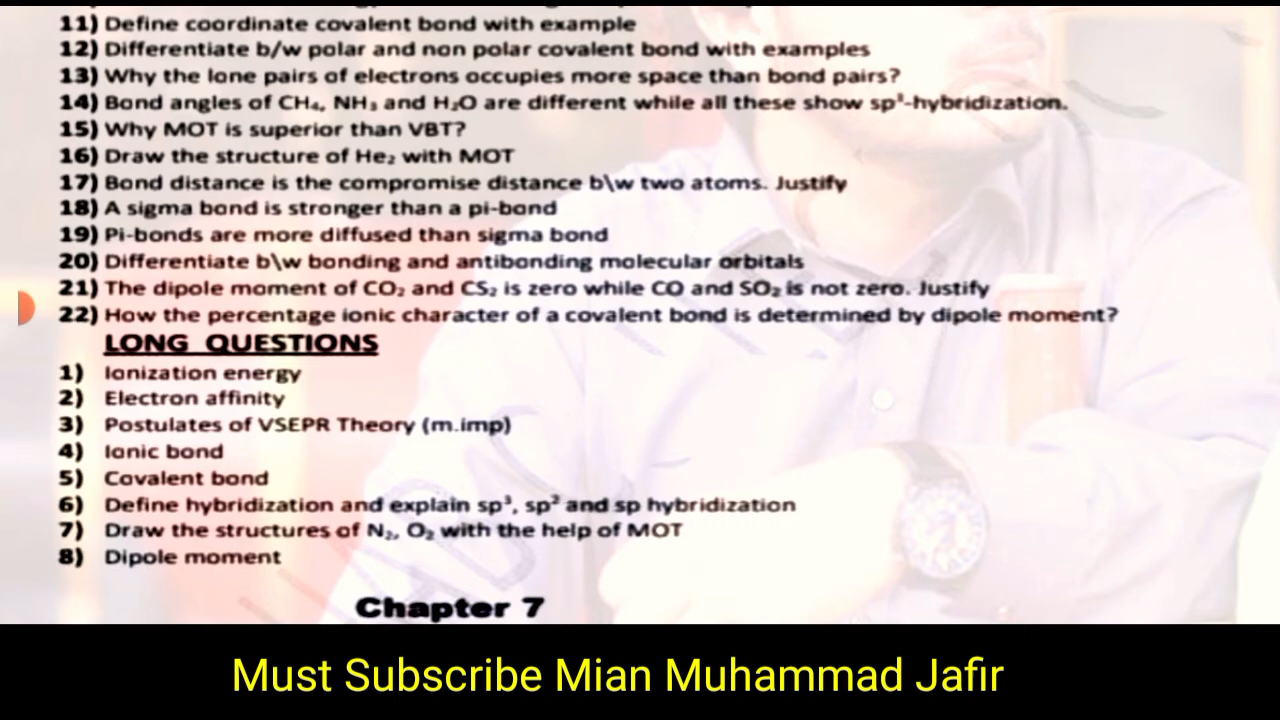 11) Define coordinate covalent bond with example
12) Differentiate b/w polar and non polar covalent bond with examples
13) Why the lone pairs of electrons occupies more space than bond pairs?
14) Bond angles of CH₄, NH₃ and H₂O are different while all these show sp³-hybridization.
15) Why MOT is superior than VBT?
16) Draw the structure of He₂ with MOT
17) Bond distance is the compromise distance b\w two atoms. Justify
18) A sigma bond is stronger than a pi-bond
19) Pi-bonds are more diffused than sigma bond
20) Differentiate b\w bonding and antibonding molecular orbitals
21) The dipole moment of CO₂ and CS₂ is zero while CO and SO₂ is not zero. Justify
22) How the percentage ionic character of a covalent bond is determined by dipole moment?
LONG QUESTIONS
1) Ionization energy
2) Electron affinity
3) Postulates of VSEPR Theory (m.imp)
4) Ionic bond
5) Covalent bond
6) Define hybridization and explain sp³, sp² and sp hybridization
7) Draw the structures of N₂, O₂ with the help of MOT
8) Dipole moment
Chapter 7
Must Subscribe Mian Muhammad Jafir